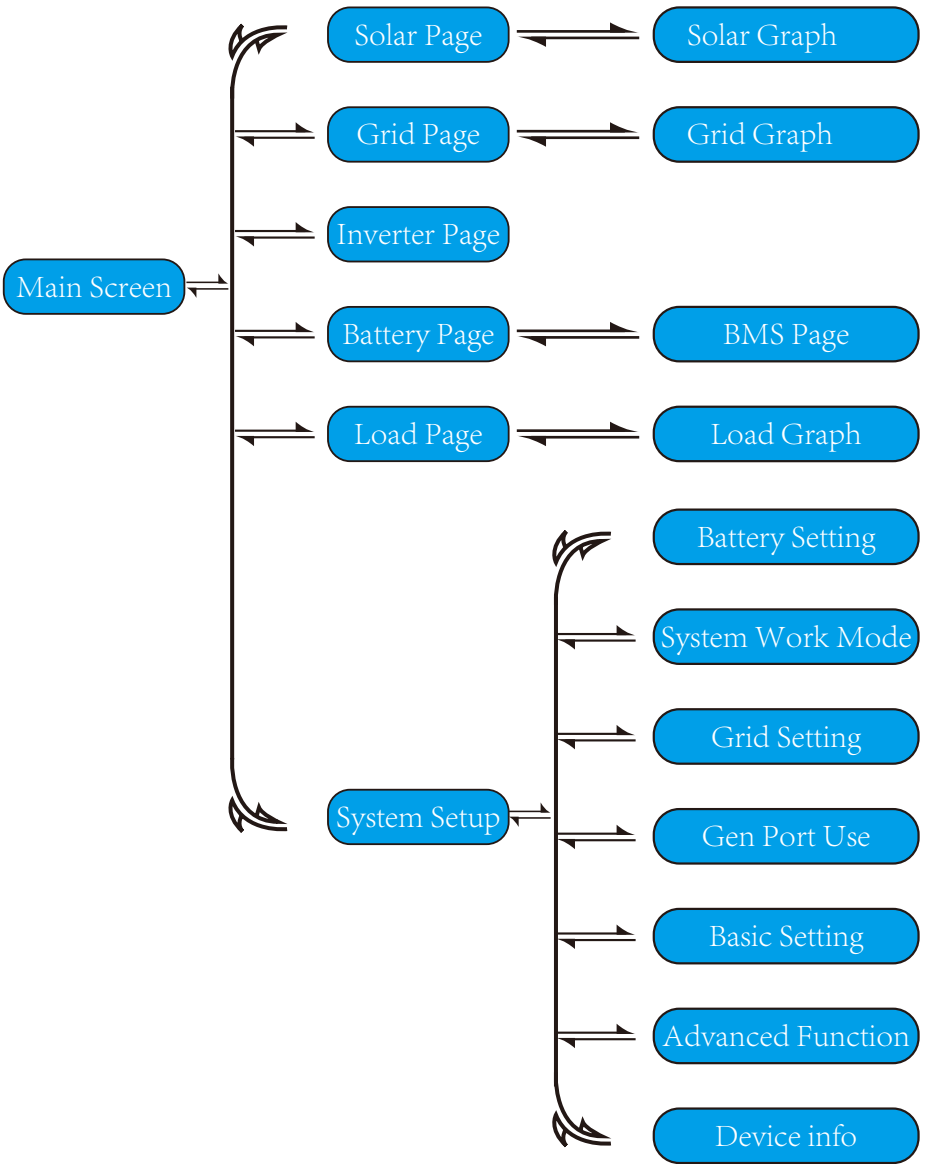 Solar Page
Solar Graph
Grid Page
Grid Graph
Inverter Page
Main Screen
Battery Page
BMS Page
Load Page
Load Graph
Battery Setting
System Work Mode
Grid Setting
System Setup
Gen Port Use
Basic Setting
Advanced Function
Device info